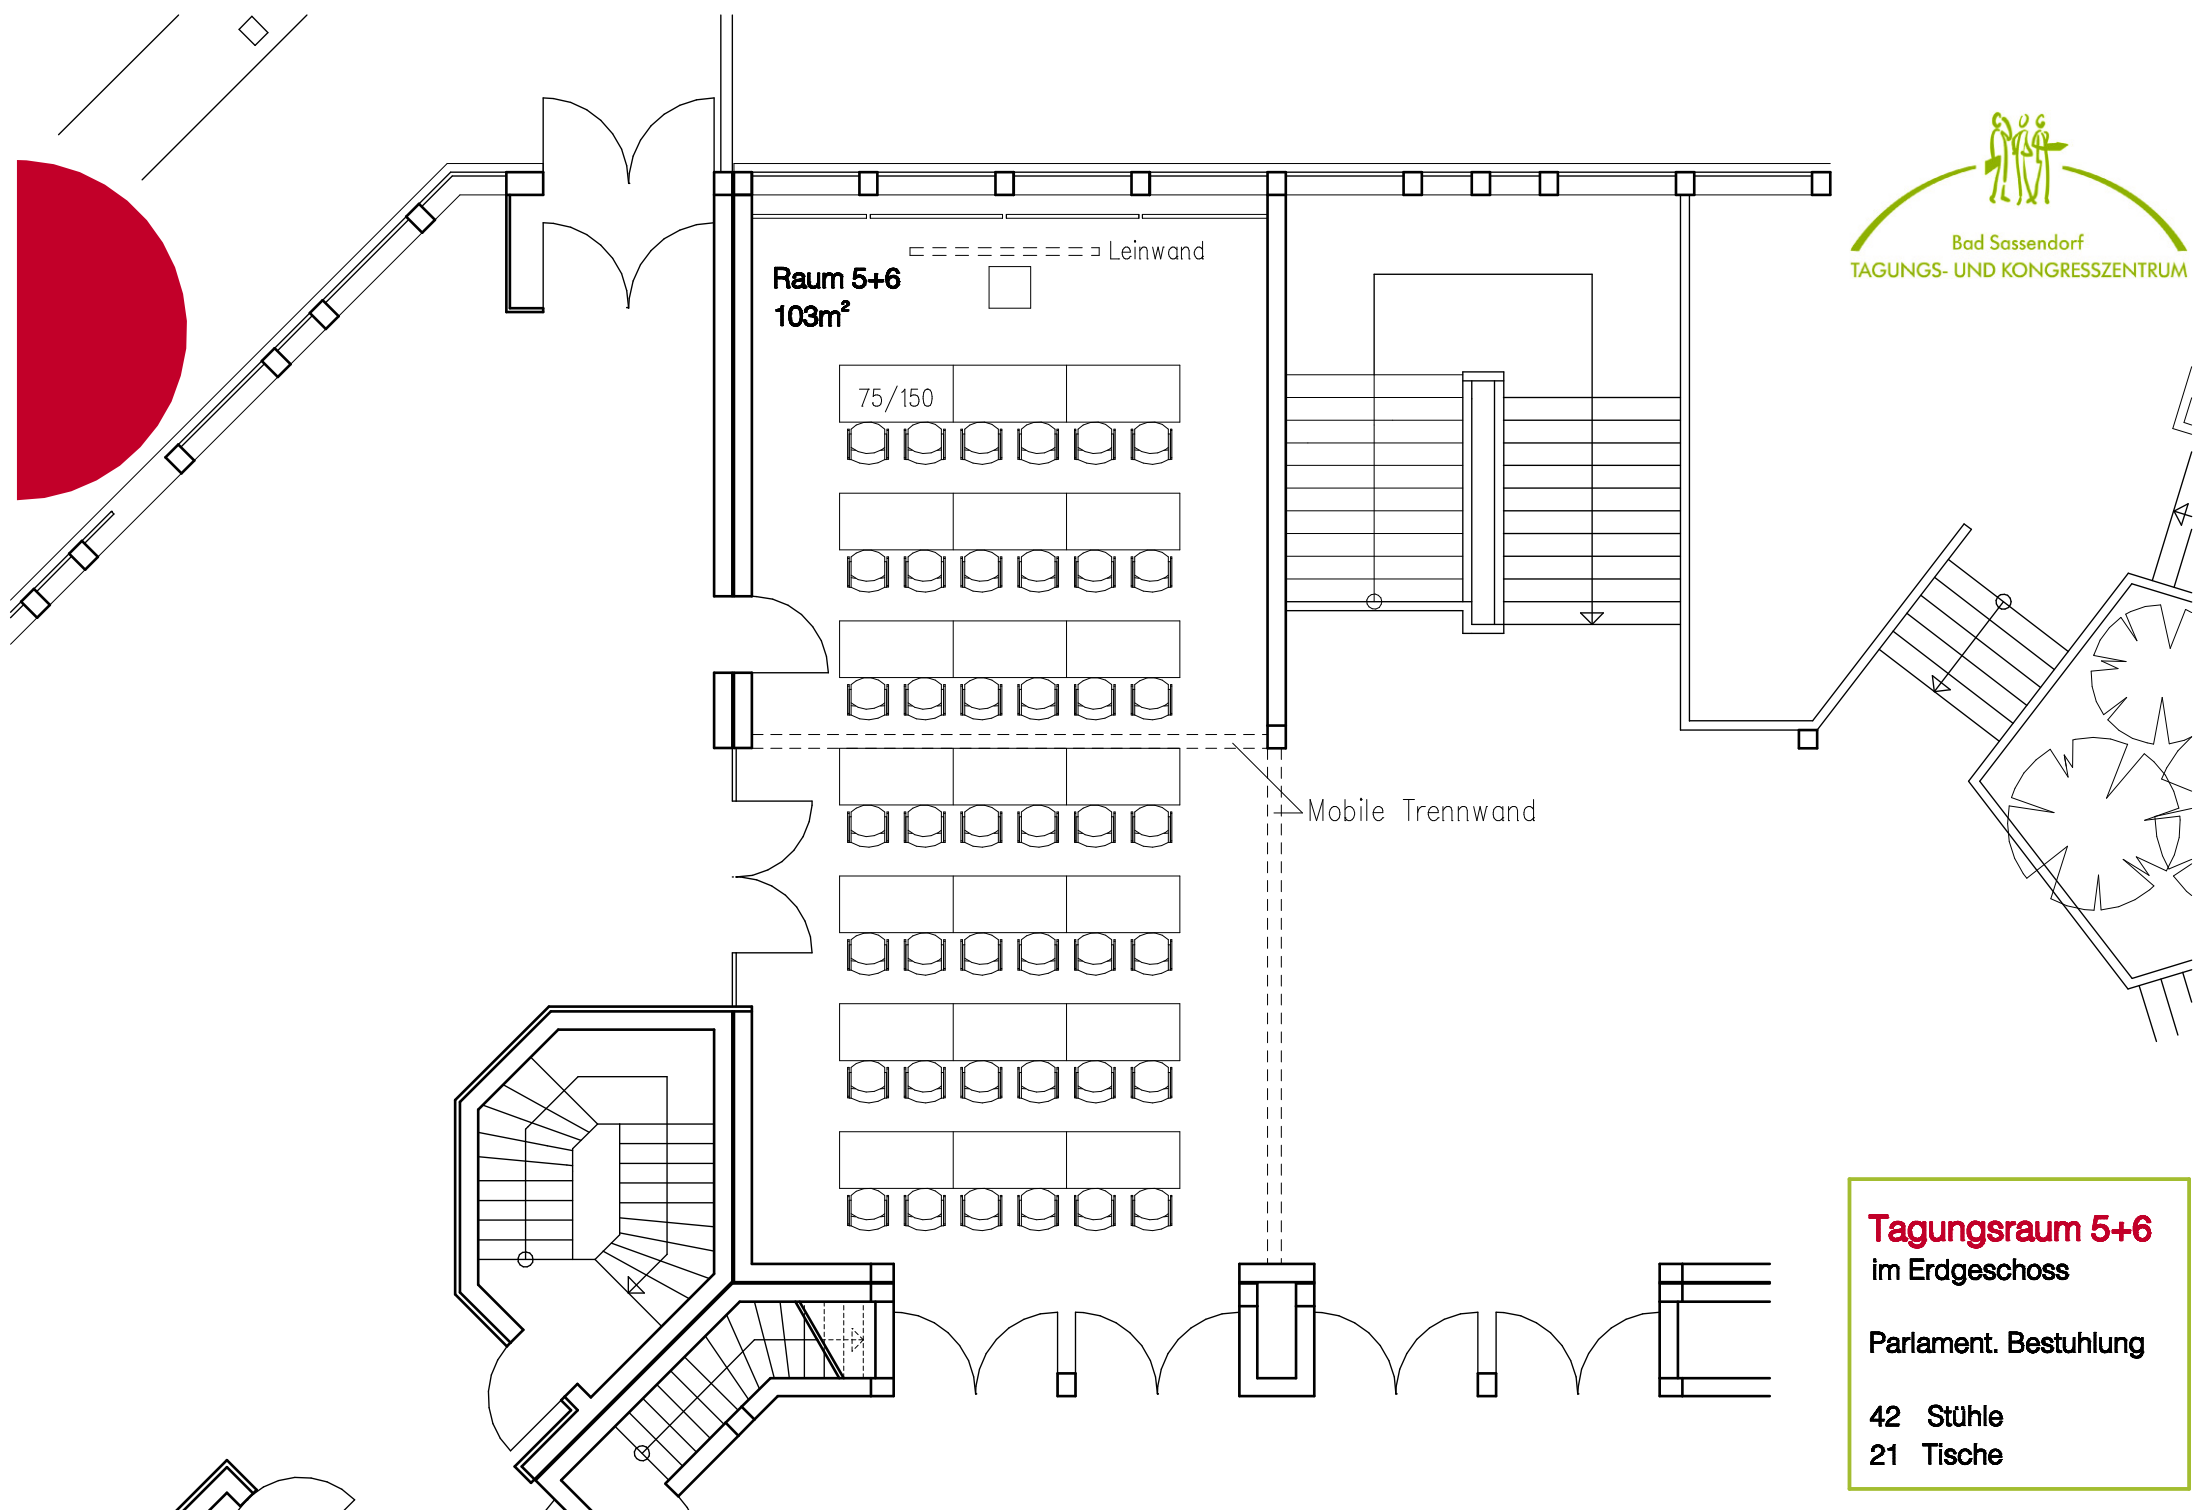 Bad Sassendorf
TAGUNGS- UND KONGRESSZENTRUM
Leinwand
Raum 5+6
103m²
75/150
Mobile Trennwand
Tagungsraum 5+6
im Erdgeschoss
Parlament. Bestuhlung
42 Stühle
21 Tische